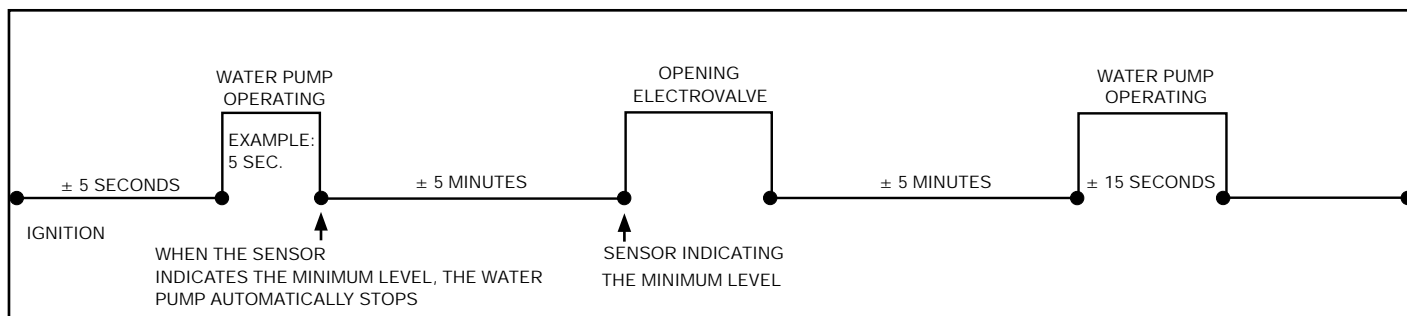 WATER PUMP
OPERATING
OPENING
ELECTROVALVE
WATER PUMP
OPERATING
EXAMPLE:
5 SEC.
± 5 SECONDS
± 5 MINUTES
± 5 MINUTES
± 15 SECONDS
IGNITION
WHEN THE SENSOR
INDICATES THE MINIMUM LEVEL, THE WATER
PUMP AUTOMATICALLY STOPS
SENSOR INDICATING
THE MINIMUM LEVEL